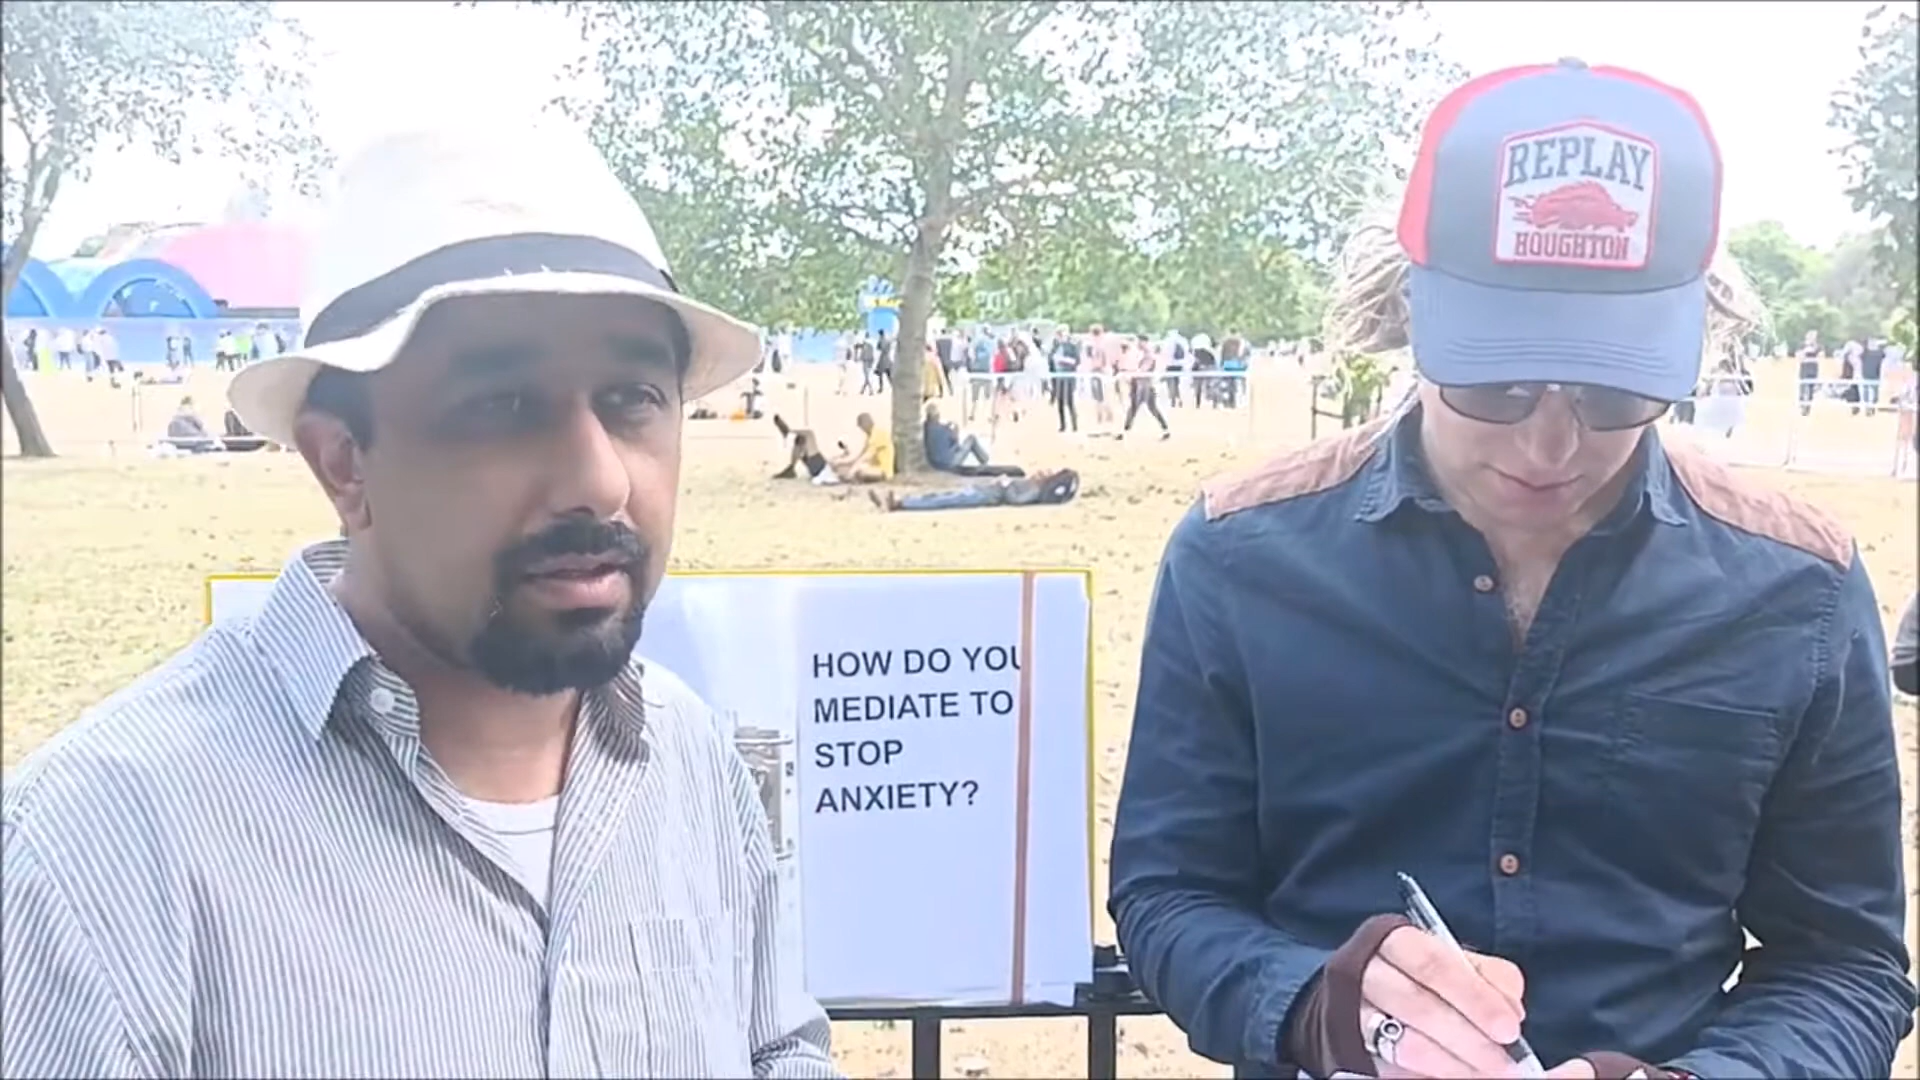 REPLAY
HOUGHTON
HOW DO YOU
MEDIATE TO
STOP
ANXIETY?